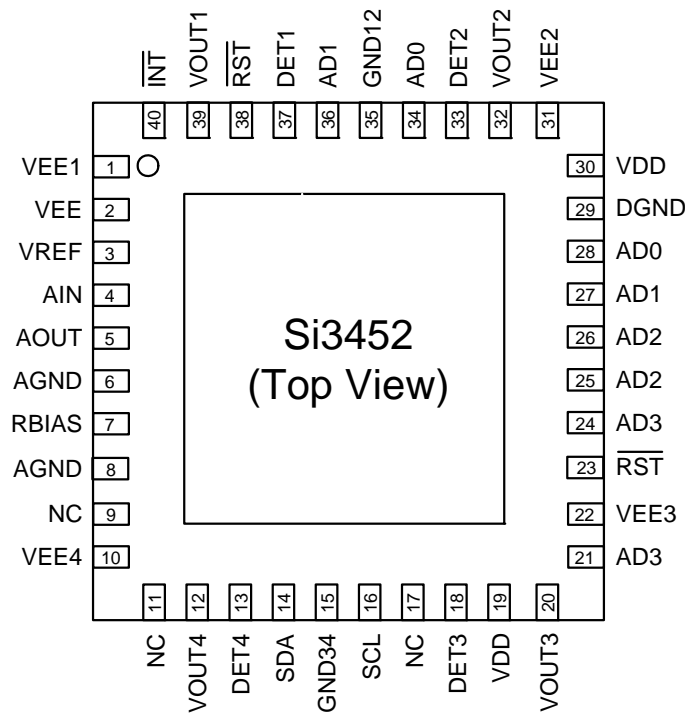 INT
VOUT1
RST
DET1
AD1
GND12
AD0
DET2
VOUT2
VEE2
40
39
38
37
36
35
34
33
32
31
VEE1 1
VEE 2
VREF 3
AIN 4
AOUT 5
AGND 6
RBIAS 7
AGND 8
NC 9
VEE4 10
Si3452
(Top View)
30 VDD
29 DGND
28 AD0
27 AD1
26 AD2
25 AD2
24 AD3
23 RST
22 VEE3
21 AD3
11
12
13
14
15
16
17
18
19
20
NC
VOUT4
DET4
SDA
GND34
SCL
NC
DET3
VDD
VOUT3